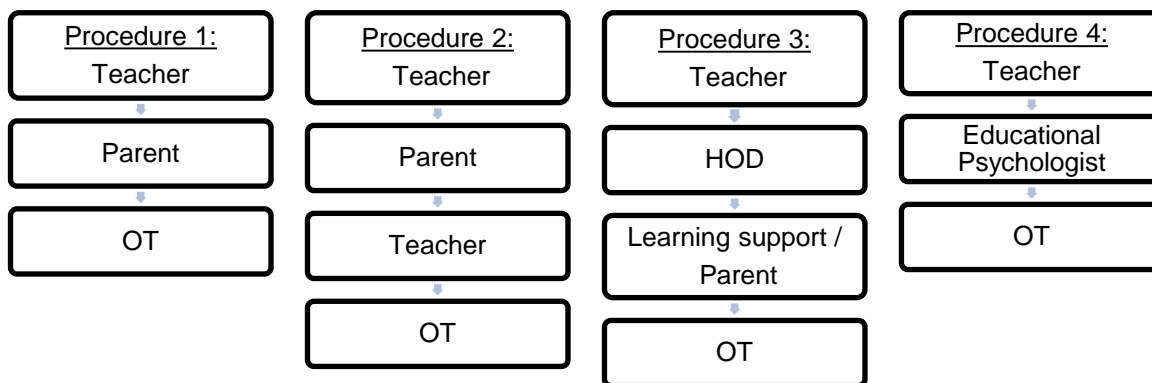 Procedure 1:
Teacher
Parent
OT
Procedure 2:
Teacher
Parent
Teacher
OT
Procedure 3:
Teacher
HOD
Learning support /
Parent
OT
Procedure 4:
Teacher
Educational
Psychologist
OT